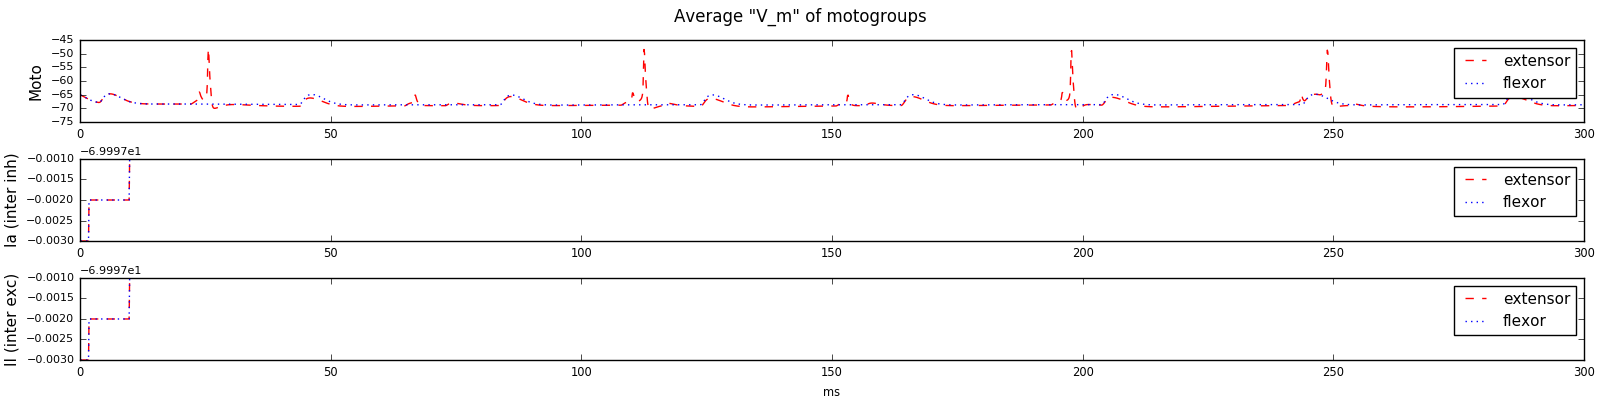 Average "V_m" of motogroups
Moto
−45
−50
−55
−60
−65
−70
−75
extensor
flexor
0 50 100 150 200 250 300
Ia (inter inh)
−6.9997e1
−0.0010
−0.0015
−0.0020
−0.0025
−0.0030
extensor
flexor
0 50 100 150 200 250 300
II (inter exc)
−6.9997e1
−0.0010
−0.0015
−0.0020
−0.0025
−0.0030
extensor
flexor
0 50 100 150 200 250 300
ms